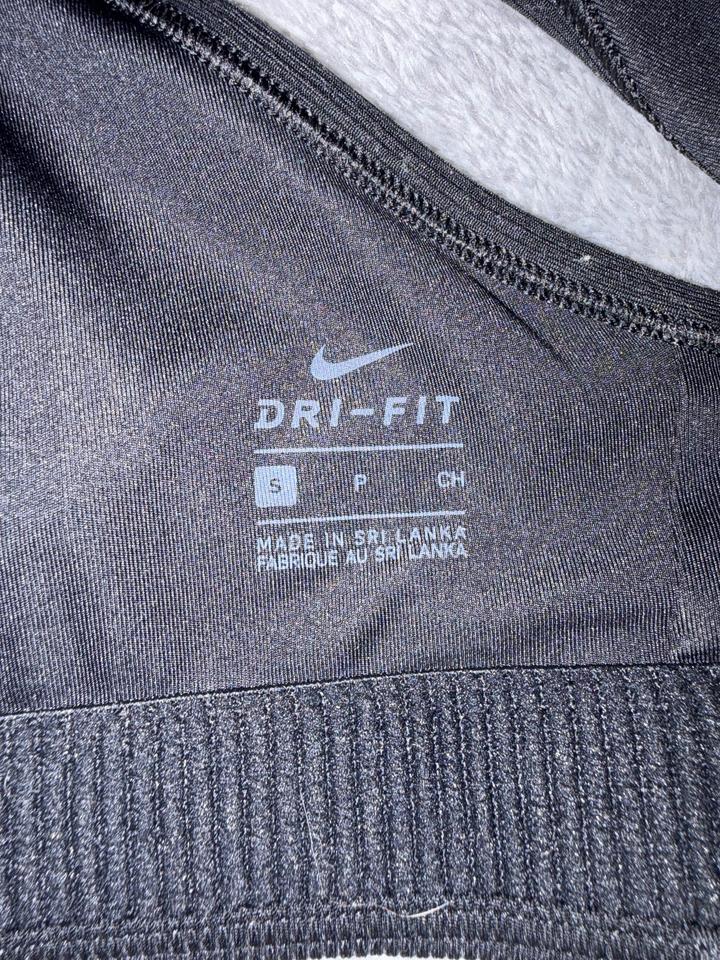 DRI-FIT
S P CH
MADE IN SRI LANKA
FABRIQUE AU SRI LANKA